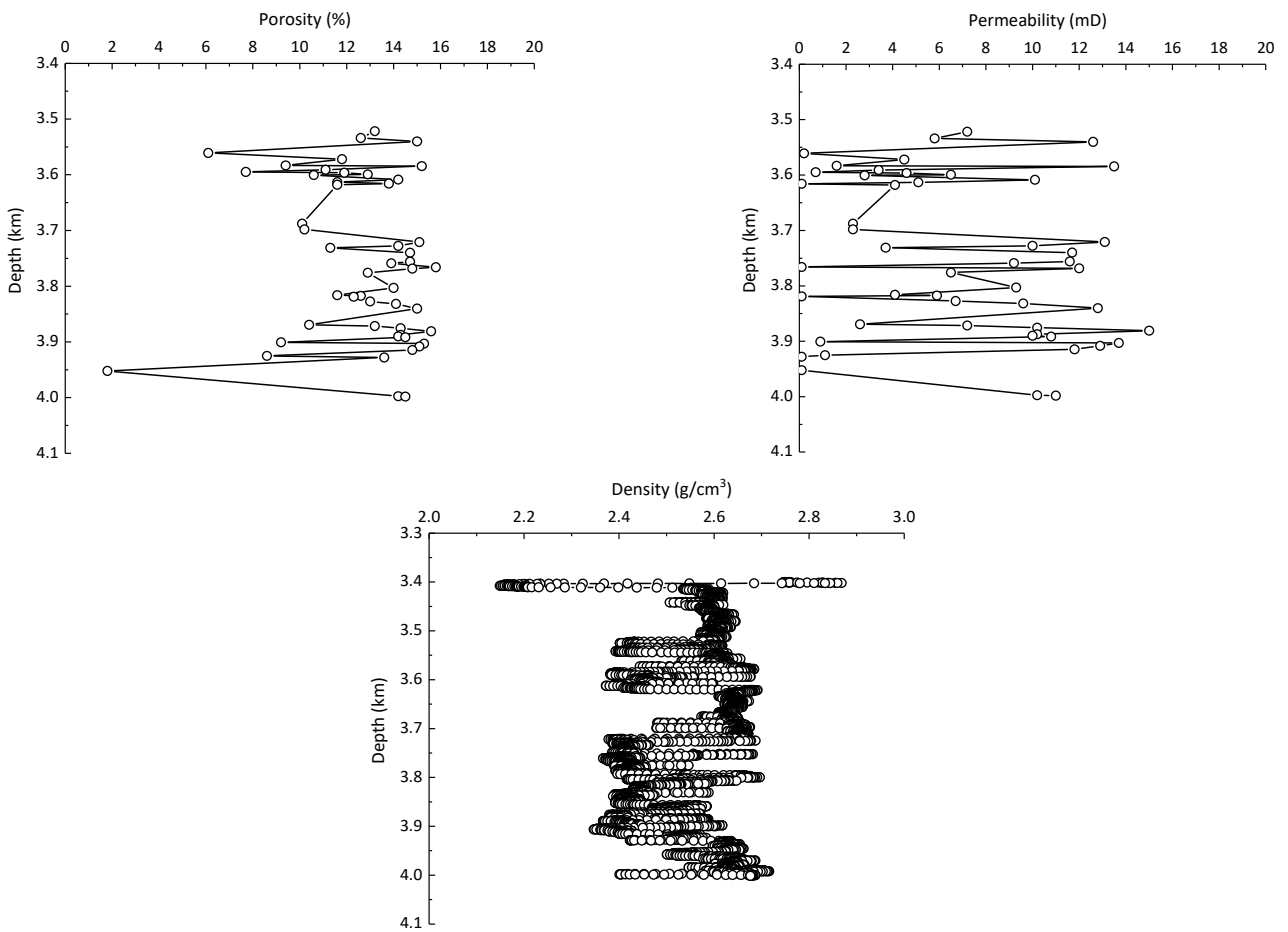 Porosity (%)
0 2 4 6 8 10 12 14 16 18 20
3.4
3.5
3.6
3.7
3.8
3.9
4.0
4.1
Depth (km)
Permeability (mD)
0 2 4 6 8 10 12 14 16 18 20
3.4
3.5
3.6
3.7
3.8
3.9
4.0
4.1
Depth (km)
Density (g/cm³)
2.0 2.2 2.4 2.6 2.8 3.0
3.3
3.4
3.5
3.6
3.7
3.8
3.9
4.0
4.1
Depth (km)